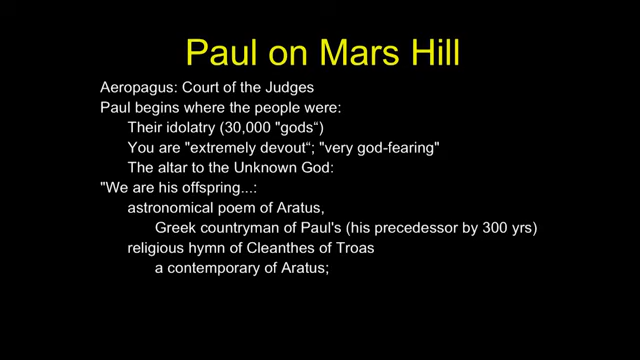 Paul on Mars Hill
Aeropagus: Court of the Judges
Paul begins where the people were:
Their idolatry (30,000 "gods“)
You are "extremely devout“; "very god-fearing"
The altar to the Unknown God:
"We are his offspring...:
astronomical poem of Aratus,
Greek countryman of Paul's (his precedessor by 300 yrs)
religious hymn of Cleanthes of Troas
a contemporary of Aratus;